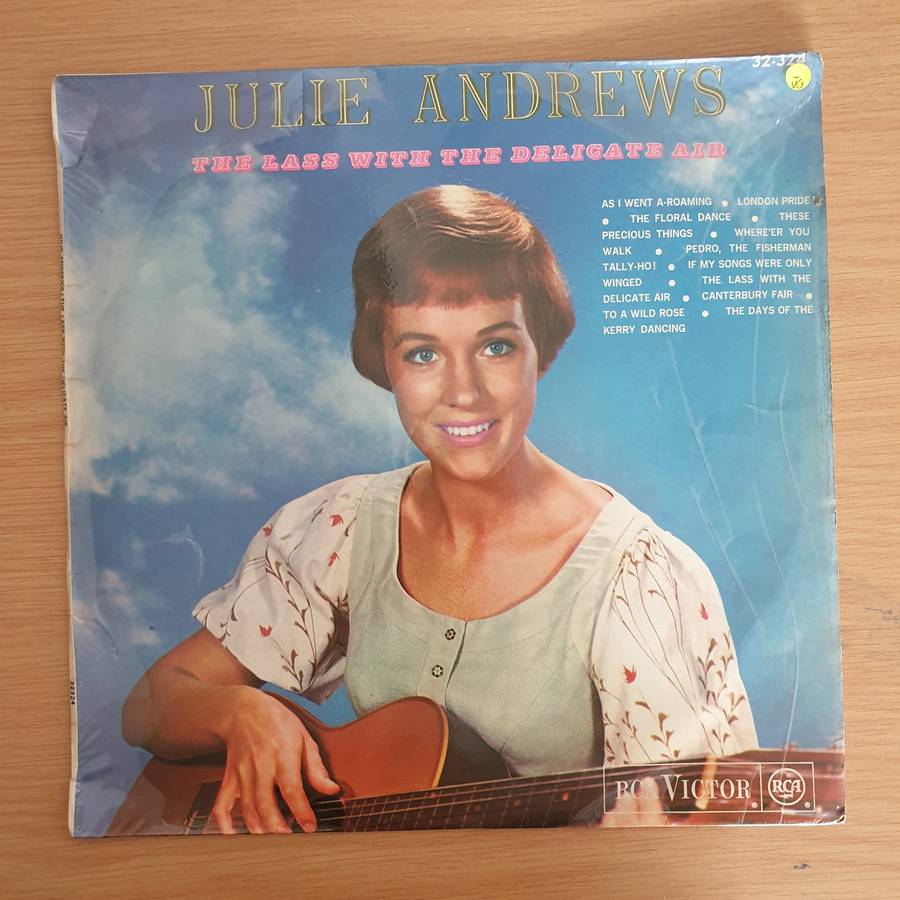 32-324
VG
JULIE ANDREWS
THE LASS WITH THE DELICATE AIR
AS I WENT A-ROAMING • LONDON PRIDE
• THE FLORAL DANCE • THESE
PRECIOUS THINGS • WHERE'ER YOU
WALK • PEDRO, THE FISHERMAN
TALLY-HO! • IF MY SONGS WERE ONLY
WINGED • THE LASS WITH THE
DELICATE AIR • CANTERBURY FAIR •
TO A WILD ROSE • THE DAYS OF THE
KERRY DANCING
32324
RCA VICTOR RCA